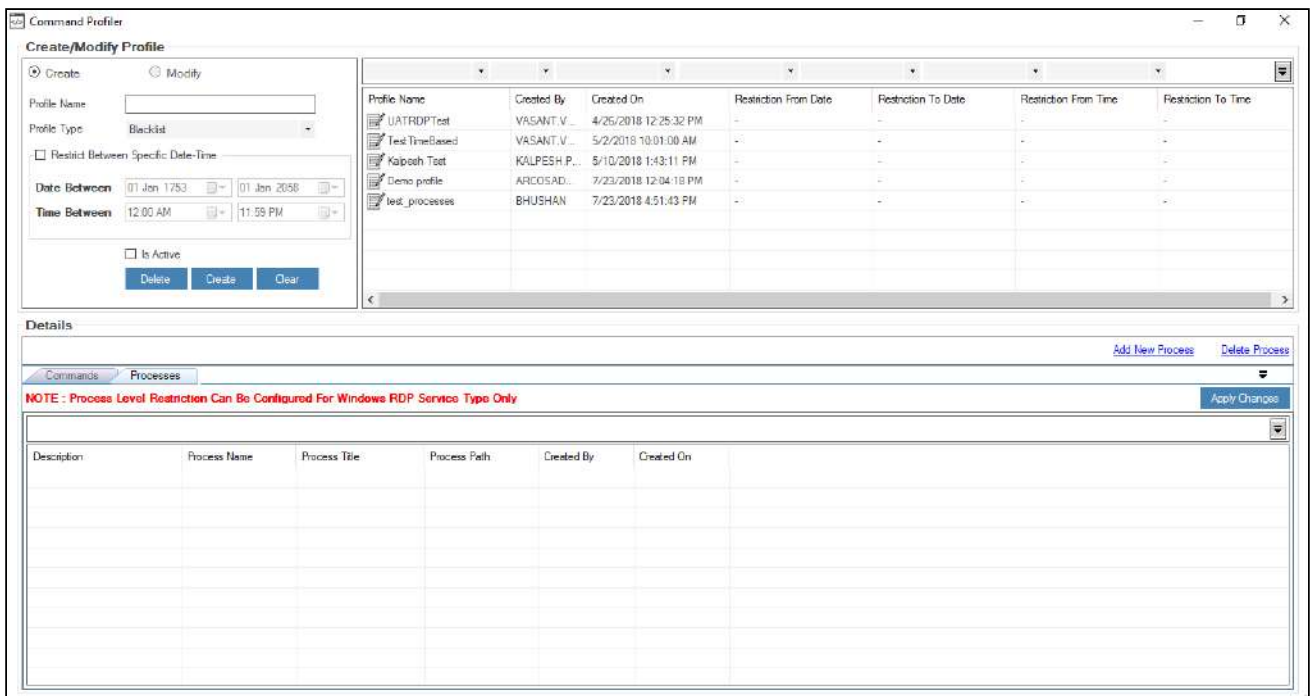 Command Profiler
Create/Modify Profile
Create Modify
Profile Name
Profile Type Blacklist
Restrict Between Specific Date-Time
Date Between 01 Jan 1753 01 Jan 2058
Time Between 12:00 AM 11:59 PM
Is Active
Delete Create Clear
Profile Name Created By Created On Restriction From Date Restriction To Date Restriction From Time Restriction To Time
UATRDPTest VASANT.V... 4/26/2018 12:25:32 PM - - - -
TestTimeBased VASANT.V... 5/2/2018 10:01:00 AM - - - -
Kalpesh Test KALPESH.P... 5/10/2018 1:43:11 PM - - - -
Demo profile ARCOSAD... 7/23/2018 12:04:18 PM - - - -
test_processes BHUSHAN 7/23/2018 4:51:43 PM - - - -
Details
Add New Process Delete Process
Commands Processes
NOTE : Process Level Restriction Can Be Configured For Windows RDP Service Type Only
Apply Changes
Description Process Name Process Title Process Path Created By Created On